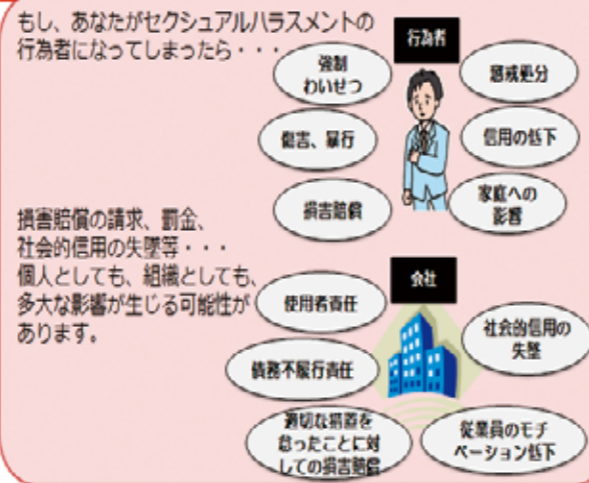 もし、あなたがセクシュアルハラスメントの
行為者になってしまったら・・・
行為者
強制
わいせつ
懲戒処分
傷害、暴行
信用の低下
損害賠償
家庭への
影響
損害賠償の請求、罰金、
社会的信用の失墜等・・・
個人としても、組織としても、
多大な影響が生じる可能性が
あります。
会社
使用者責任
社会的信用の
失墜
債務不履行責任
適切な措置を
怠ったことに対
しての損害賠償
従業員のモチ
ベーション低下